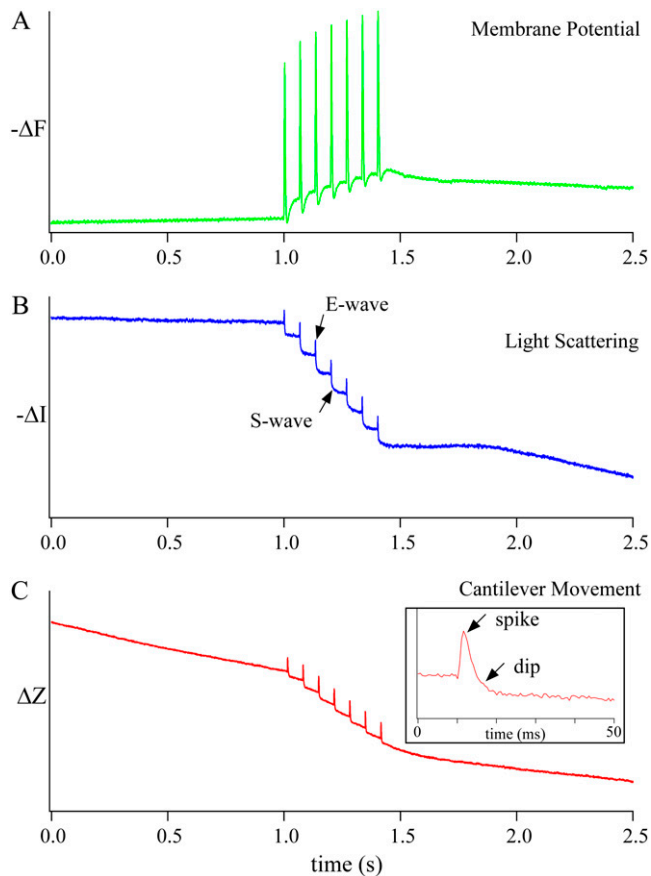 A
Membrane Potential
-ΔF
0.0 0.5 1.0 1.5 2.0 2.5
B
E-wave
Light Scattering
S-wave
-ΔI
0.0 0.5 1.0 1.5 2.0 2.5
C
Cantilever Movement
spike
dip
ΔZ
0 50
time (ms)
0.0 0.5 1.0 1.5 2.0 2.5
time (s)